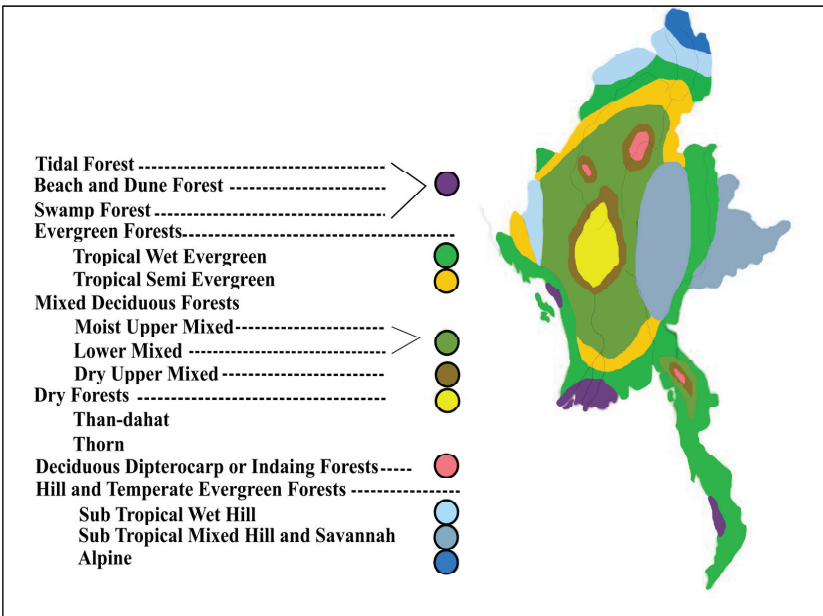 Tidal Forest -----------------------------------
Beach and Dune Forest ----------------------
Swamp Forest ---------------------------------
Evergreen Forests---------------------------------------
Tropical Wet Evergreen
Tropical Semi Evergreen
Mixed Deciduous Forests
Moist Upper Mixed---------------------
Lower Mixed ----------------------------
Dry Upper Mixed-----------------------
Dry Forests -----------------------------------
Than-dahat
Thorn
Deciduous Dipterocarp or Indaing Forests-----
Hill and Temperate Evergreen Forests ---------------
Sub Tropical Wet Hill
Sub Tropical Mixed Hill and Savannah
Alpine